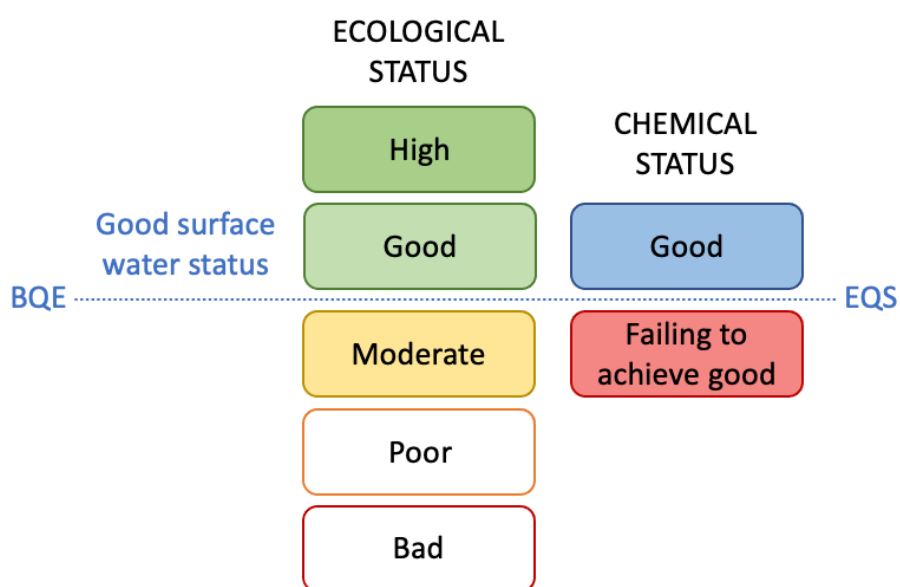 ECOLOGICAL
STATUS
High
CHEMICAL
STATUS
Good surface
water status
Good
Good
BQE
EQS
Moderate
Failing to
achieve good
Poor
Bad